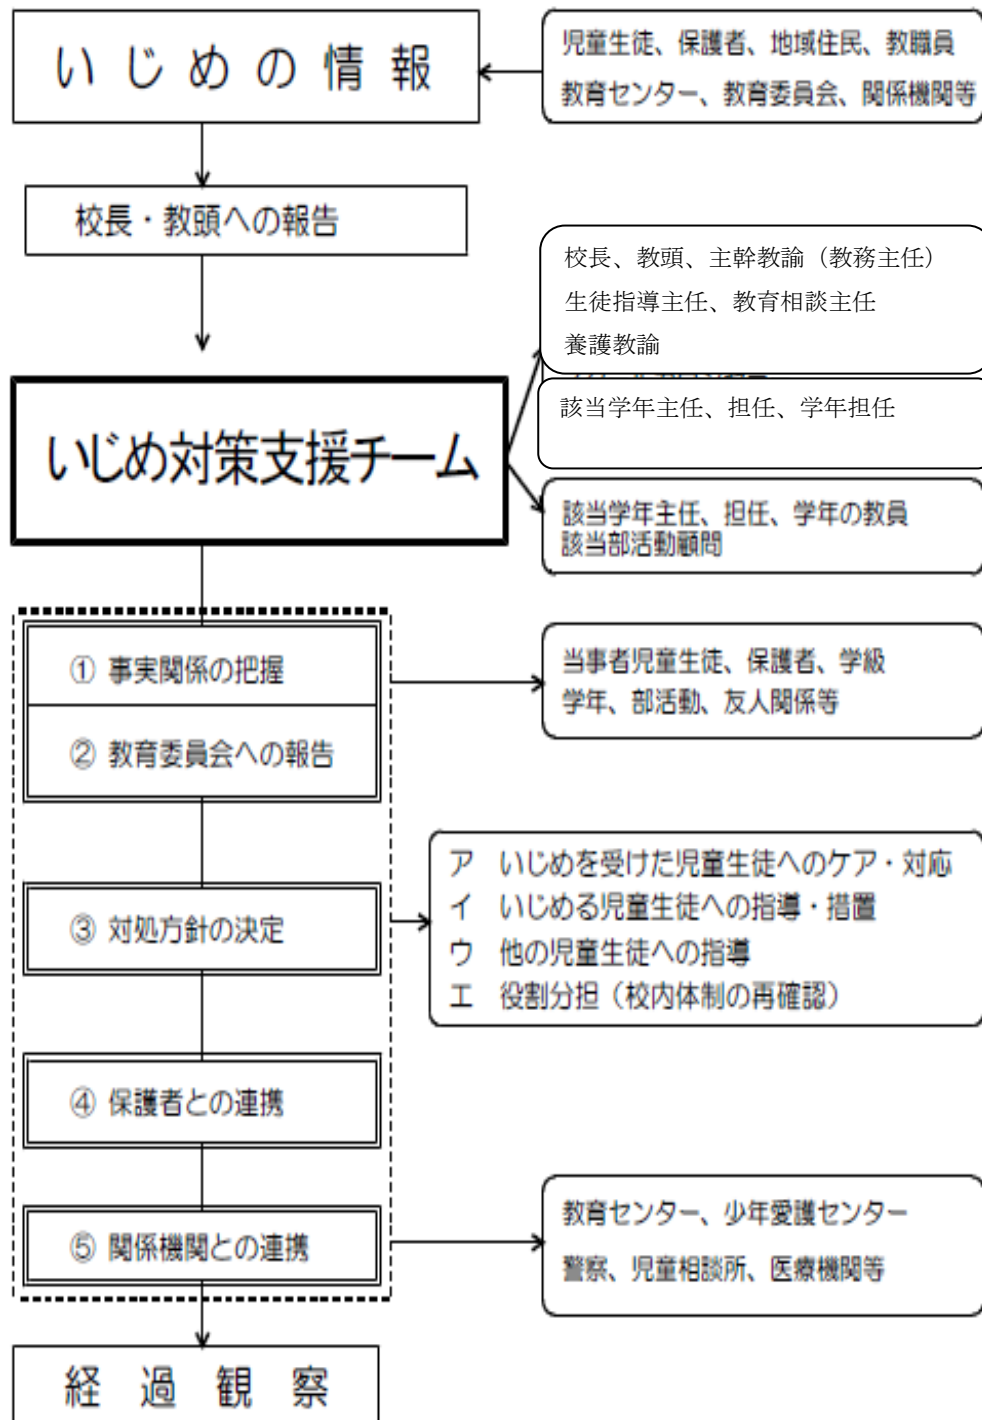 いじめの情報
児童生徒、保護者、地域住民、教職員
教育センター、教育委員会、関係機関等
校長・教頭への報告
校長、教頭、主幹教諭（教務主任）
生徒指導主任、教育相談主任
養護教諭
いじめ対策支援チーム
該当学年主任、担任、学年担任
該当学年主任、担任、学年の教員
該当部活動顧問
① 事実関係の把握
② 教育委員会への報告
当事者児童生徒、保護者、学級
学年、部活動、友人関係等
③ 対処方針の決定
ア いじめを受けた児童生徒へのケア・対応
イ いじめる児童生徒への指導・措置
ウ 他の児童生徒への指導
エ 役割分担（校内体制の再確認）
④ 保護者との連携
⑤ 関係機関との連携
教育センター、少年愛護センター
警察、児童相談所、医療機関等
経過観察